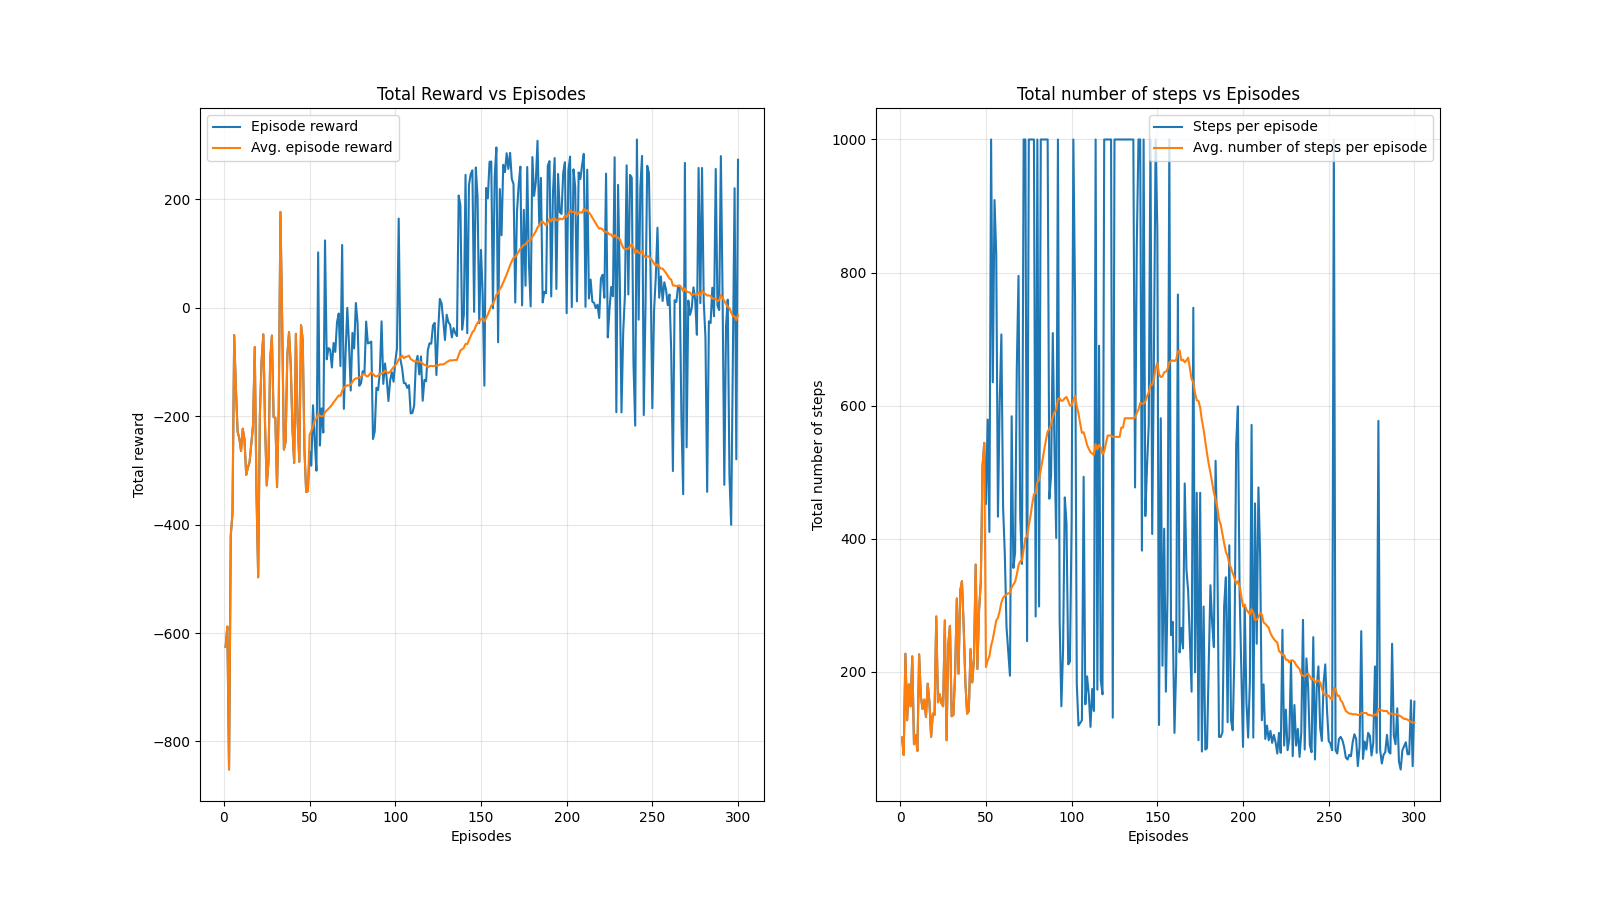 Total Reward vs Episodes
Episode reward
Avg. episode reward
200
0
−200
−400
−600
−800
Total reward
0
50
100
150
200
250
300
Episodes
Total number of steps vs Episodes
Steps per episode
Avg. number of steps per episode
1000
800
600
400
200
Total number of steps
0
50
100
150
200
250
300
Episodes